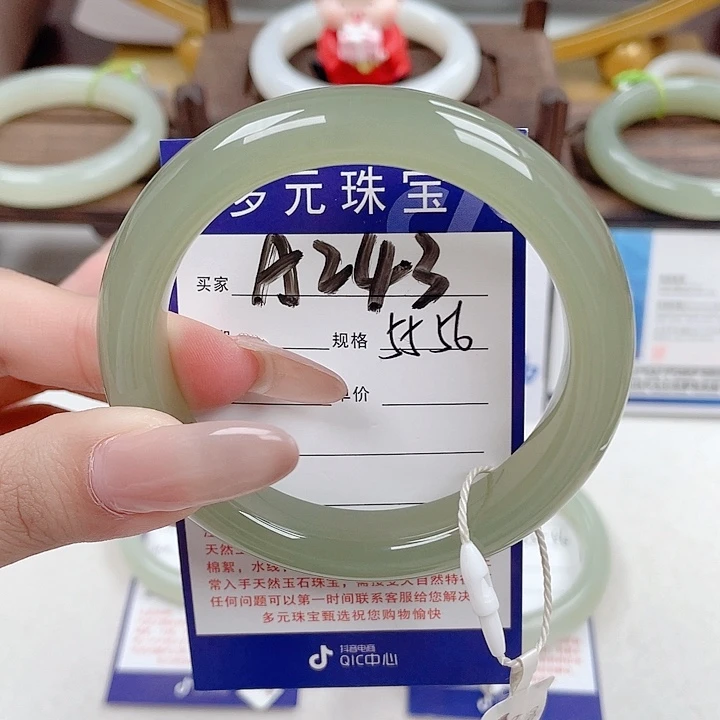 多元珠宝
买家 A243
规格 5556
价
天然
棉絮，水线，
常入手天然玉石珠宝，需接受大自然特
任何问题可以第一时间联系客服给您解决
多元珠宝甄选祝您购物愉快
抖音电商
QIC中心